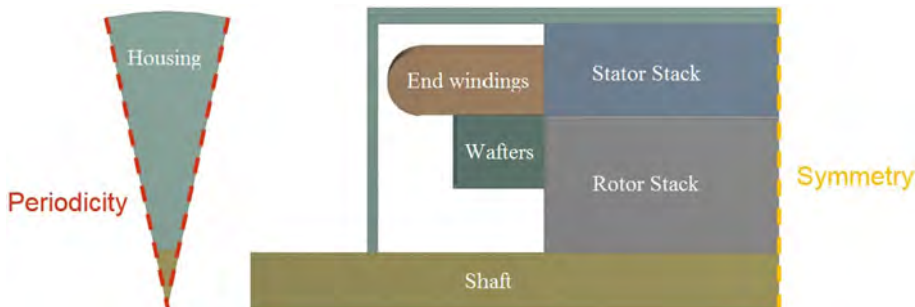 Housing
Periodicity
End windings
Stator Stack
Wafters
Rotor Stack
Symmetry
Shaft